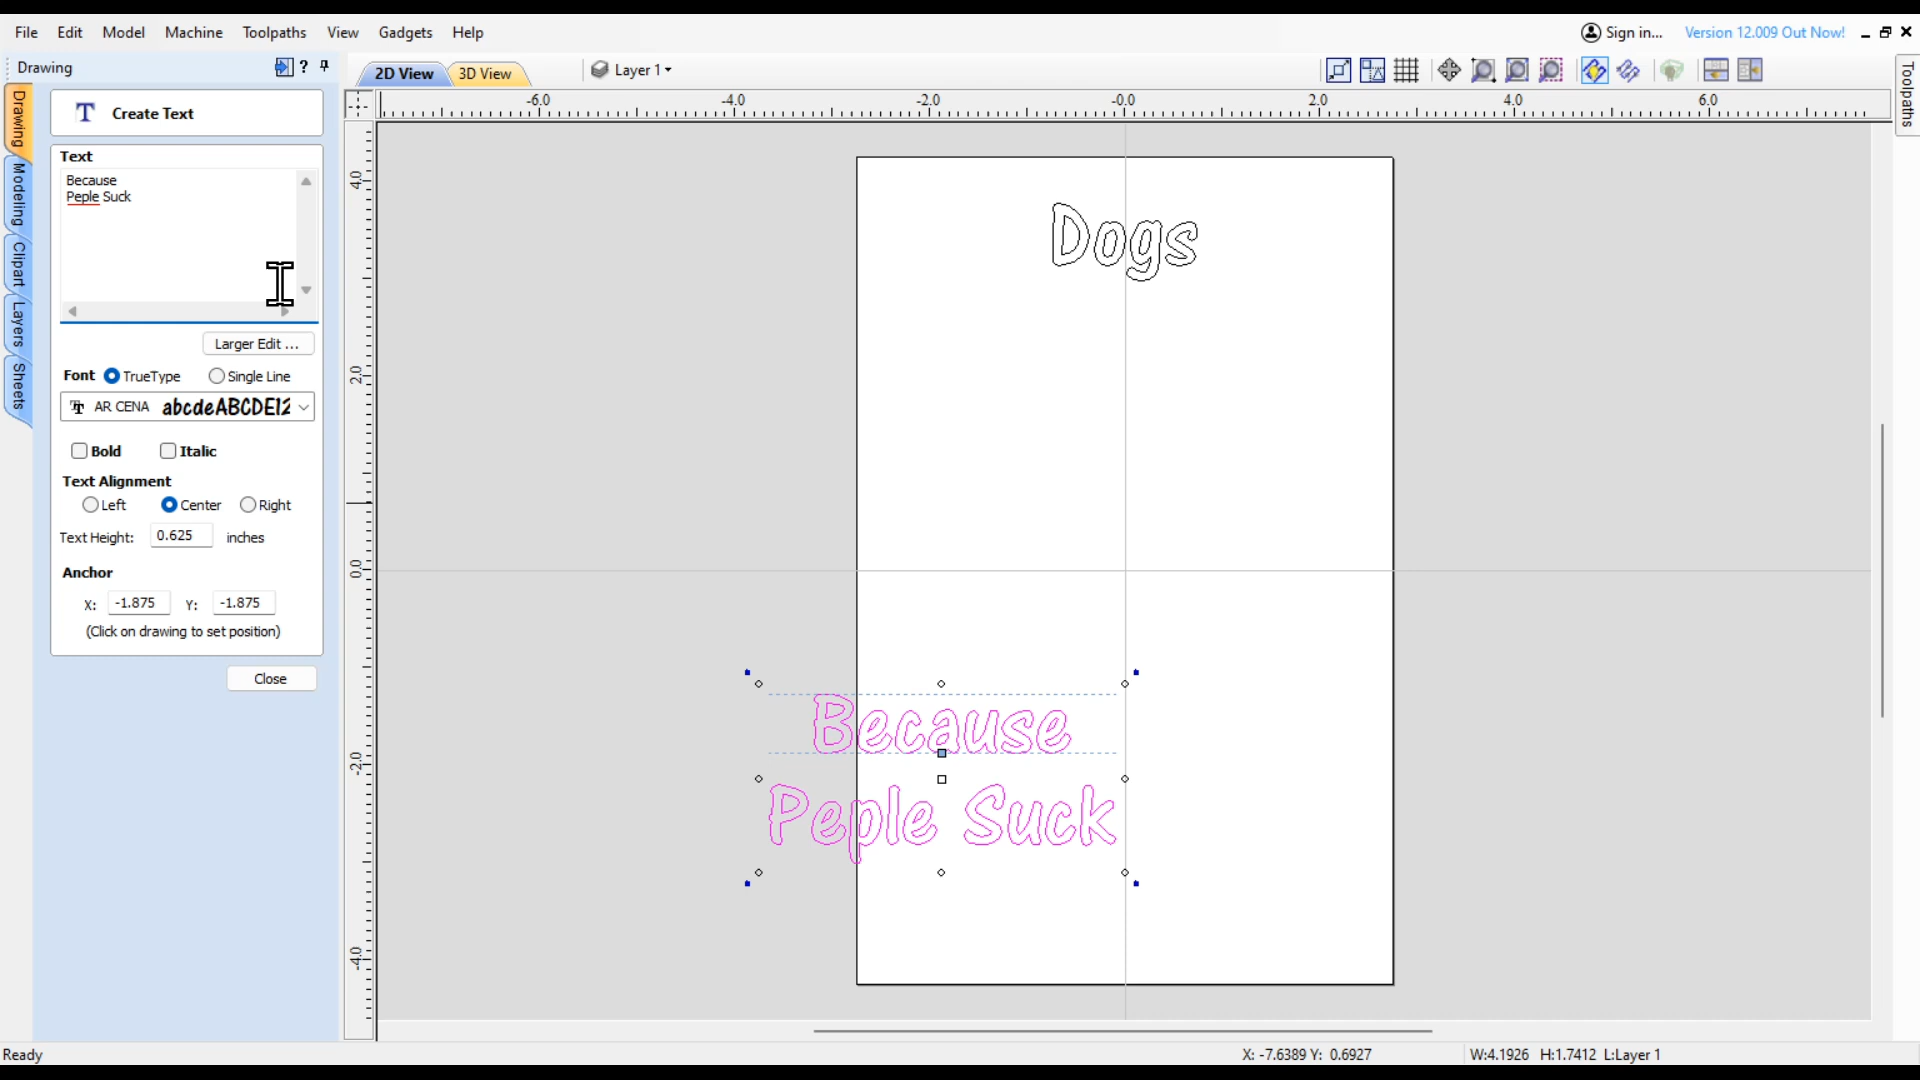 File Edit Model Machine Toolpaths View Gadgets Help
Sign in... Version 12.009 Out Now!
Drawing
?
2D View 3D View
Layer 1
Toolpaths
Drawing
Modeling
Clipart
Layers
Sheets
T Create Text
Text
Because
Peple Suck
Larger Edit ...
Font TrueType Single Line
AR CENA abcdeABCDE12
Bold Italic
Text Alignment
Left Center Right
Text Height: 0.625 inches
Anchor
X: -1.875 Y: -1.875
(Click on drawing to set position)
Close
-6.0 -4.0 -2.0 -0.0 2.0 4.0 6.0
4.0
2.0
0.0
-2.0
-4.0
Dogs
Because
Peple Suck
Ready
X: -7.6389 Y: 0.6927
W:4.1926 H:1.7412 L:Layer 1